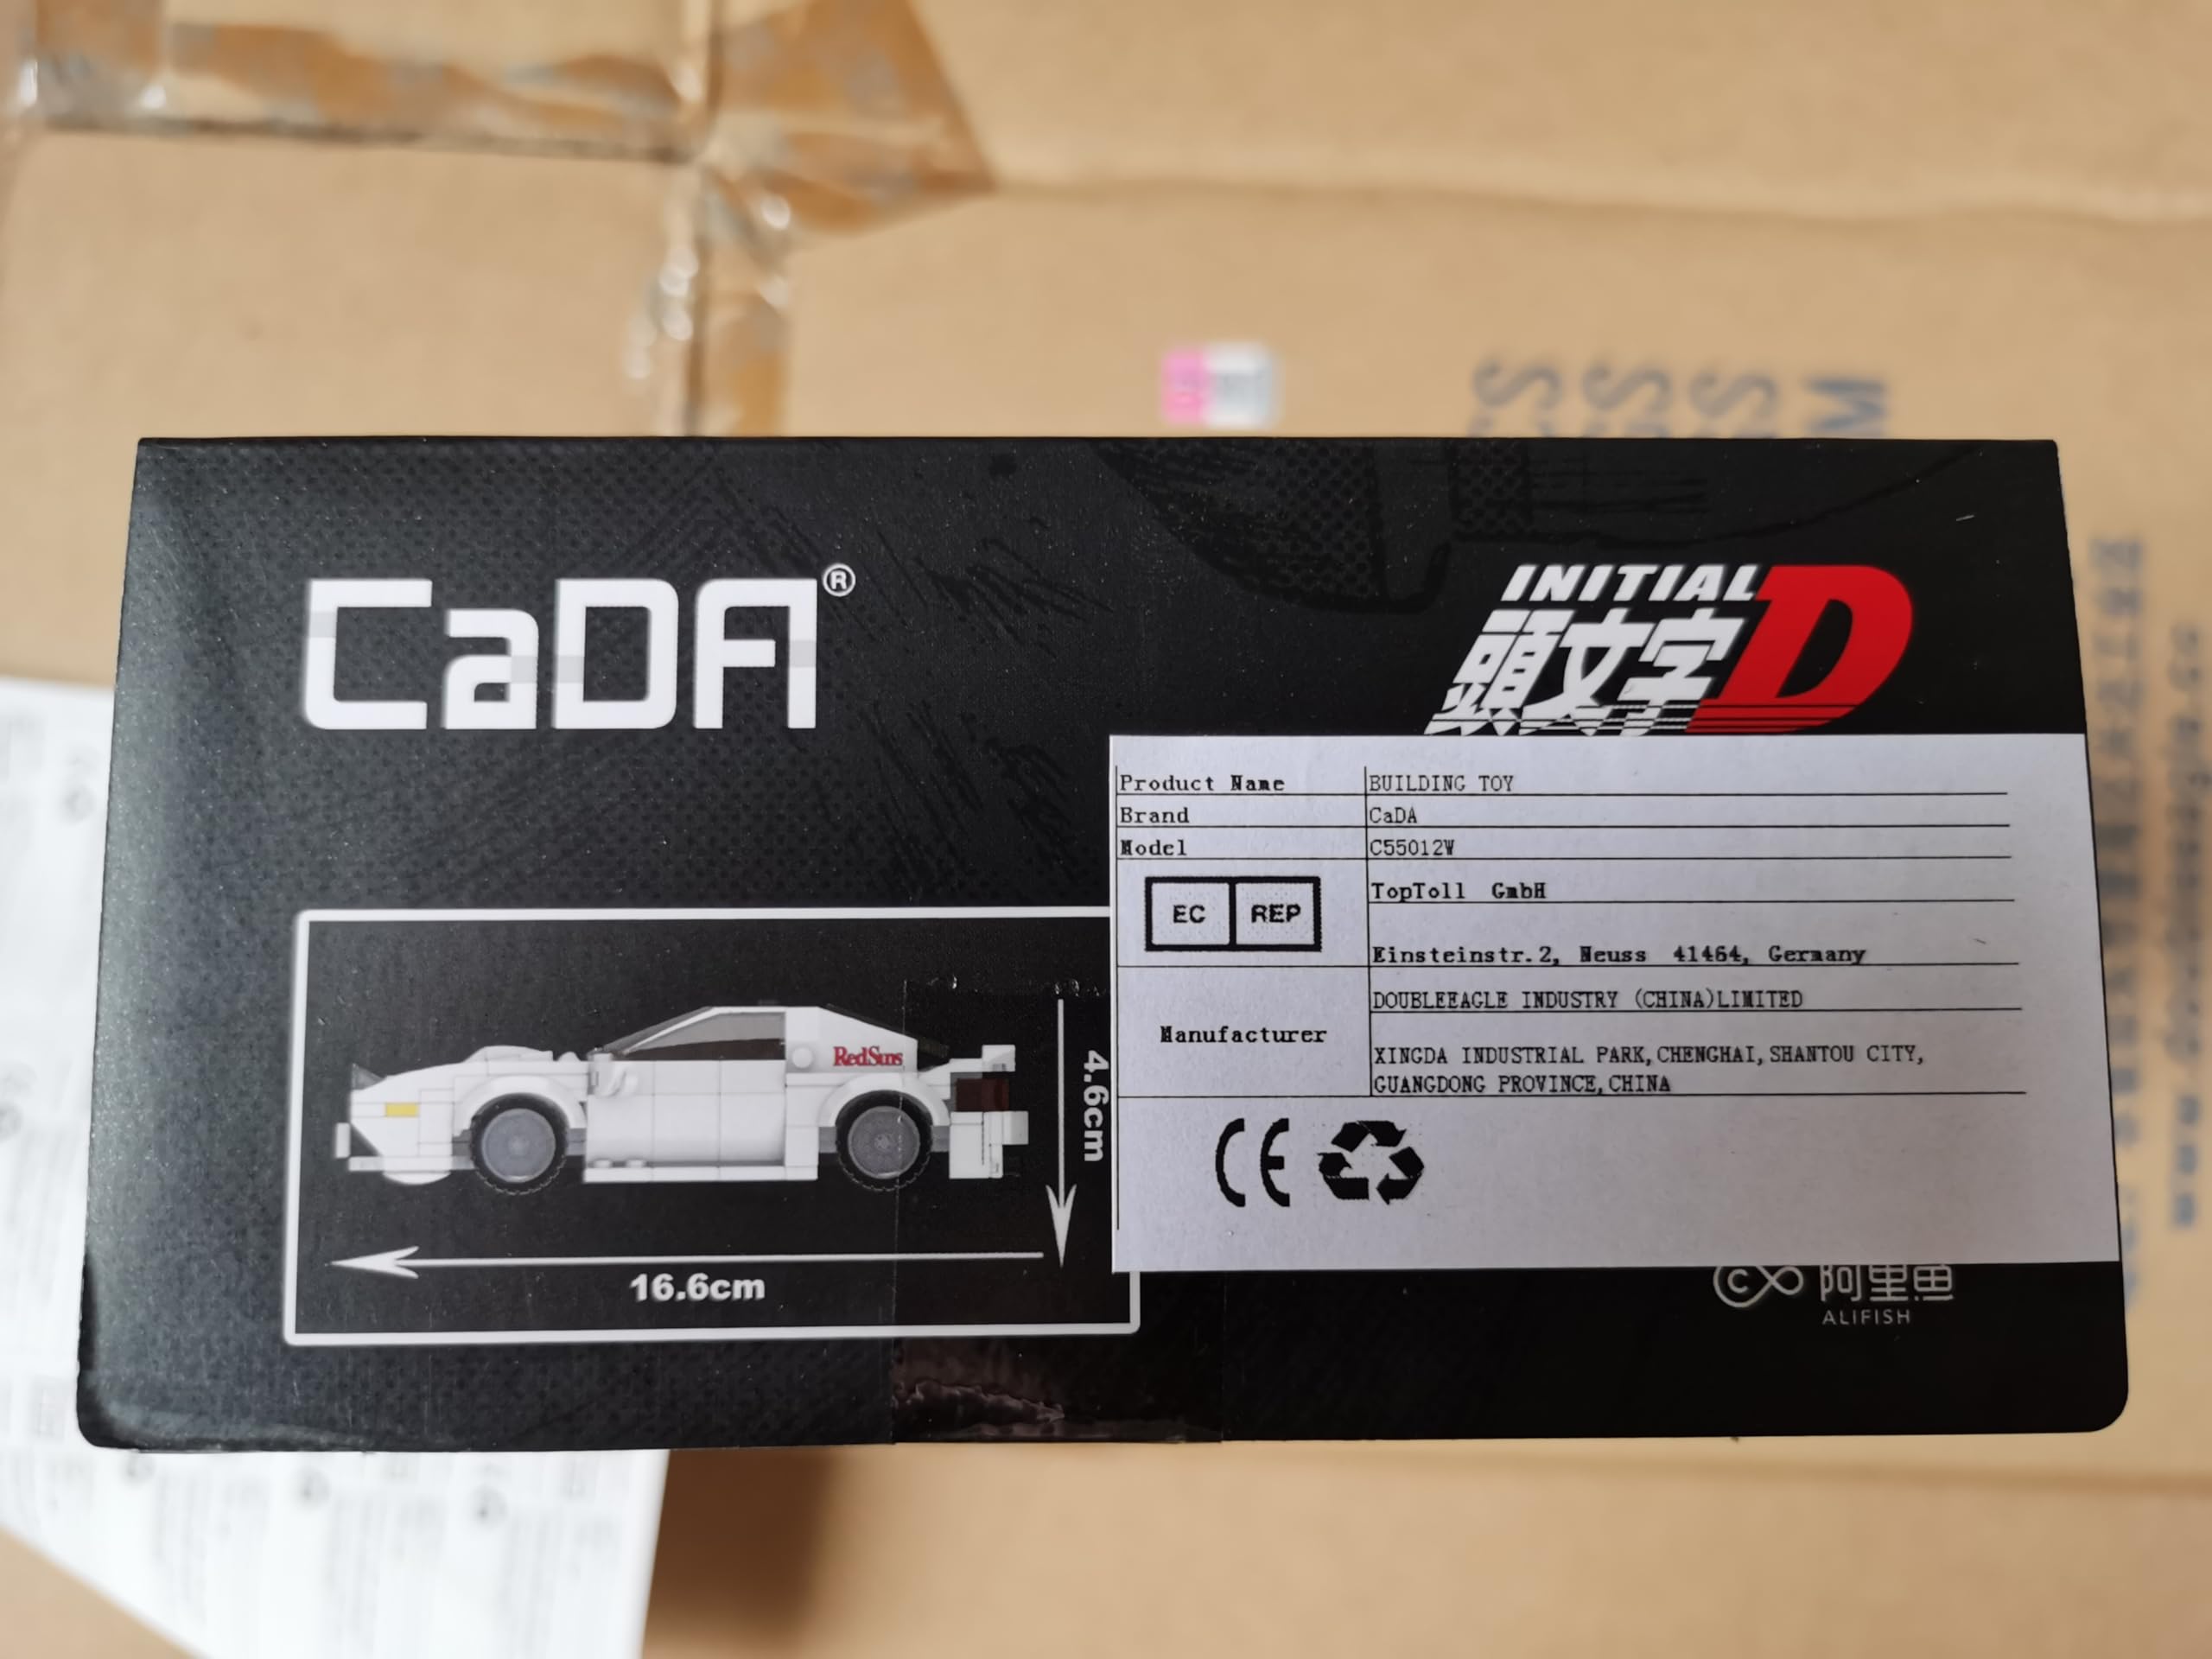 CaDA®
INITIAL D
頭文字
RedSuns
4.6cm
16.6cm
Product Name BUILDING TOY
Brand CaDA
Model C55012W
EC REP
TopToll GmbH
Einsteinstr.2, Neuss 41464, Germany
Manufacturer
DOUBLEEAGLE INDUSTRY (CHINA)LIMITED
XINGDA INDUSTRIAL PARK,CHENGHAI,SHANTOU CITY,
GUANGDONG PROVINCE,CHINA
CE
阿里鱼
ALIFISH